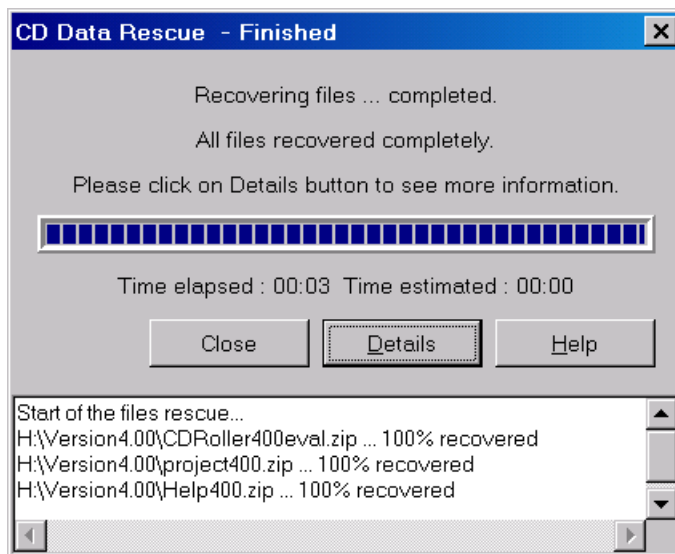 CD Data Rescue - Finished
Recovering files ... completed.
All files recovered completely.
Please click on Details button to see more information.
Time elapsed : 00:03 Time estimated : 00:00
Close Details Help
Start of the files rescue...
H:\Version4.00\CDRoller400eval.zip ... 100% recovered
H:\Version4.00\project400.zip ... 100% recovered
H:\Version4.00\Help400.zip ... 100% recovered